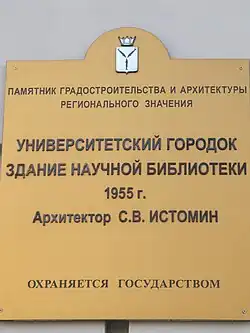 ПАМЯТНИК ГРАДОСТРОИТЕЛЬСТВА И АРХИТЕКТУРЫ
РЕГИОНАЛЬНОГО ЗНАЧЕНИЯ
УНИВЕРСИТЕТСКИЙ ГОРОДОК
ЗДАНИЕ НАУЧНОЙ БИБЛИОТЕКИ
1955 г.
Архитектор С.В. ИСТОМИН
ОХРАНЯЕТСЯ ГОСУДАРСТВОМ